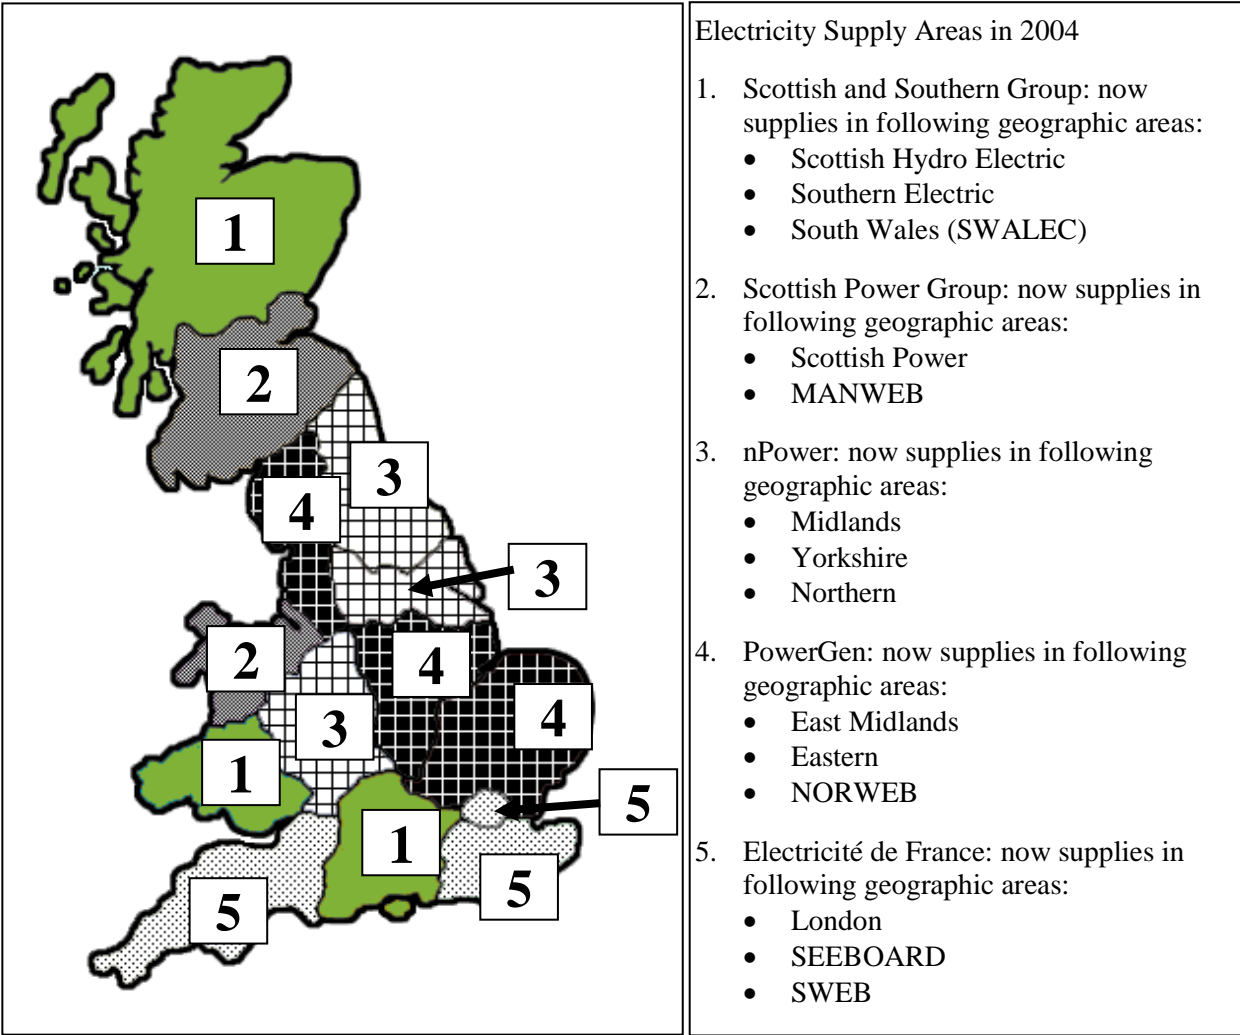 1
2
3
4
3
2
4
4
3
1
5
1
5
5
Electricity Supply Areas in 2004
1. Scottish and Southern Group: now
supplies in following geographic areas:
• Scottish Hydro Electric
• Southern Electric
• South Wales (SWALEC)
2. Scottish Power Group: now supplies in
following geographic areas:
• Scottish Power
• MANWEB
3. nPower: now supplies in following
geographic areas:
• Midlands
• Yorkshire
• Northern
4. PowerGen: now supplies in following
geographic areas:
• East Midlands
• Eastern
• NORWEB
5. Electricité de France: now supplies in
following geographic areas:
• London
• SEEBOARD
• SWEB